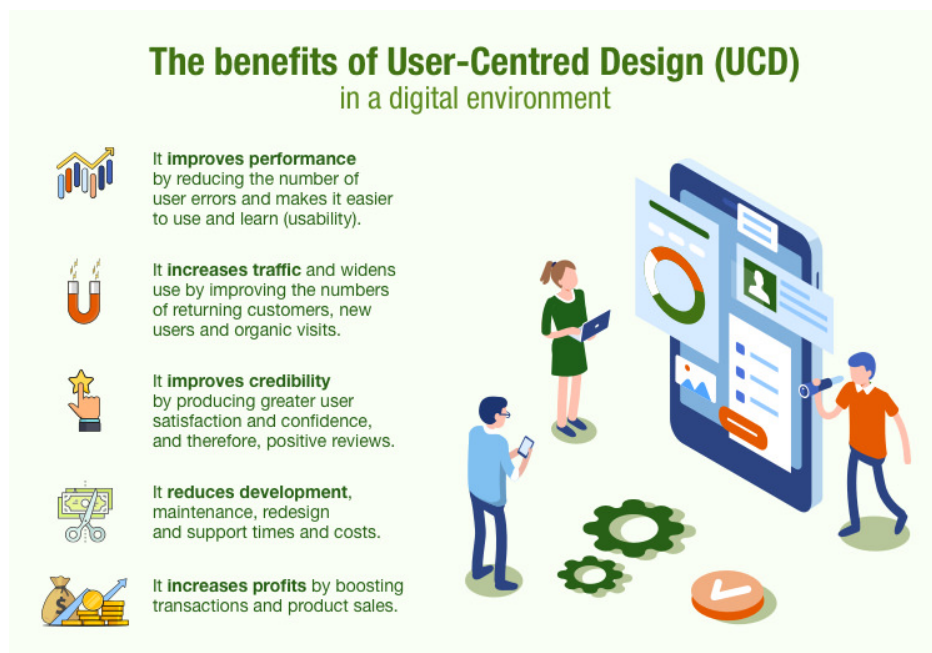 The benefits of User-Centred Design (UCD)
in a digital environment
It improves performance
by reducing the number of
user errors and makes it easier
to use and learn (usability).
It increases traffic and widens
use by improving the numbers
of returning customers, new
users and organic visits.
It improves credibility
by producing greater user
satisfaction and confidence,
and therefore, positive reviews.
It reduces development,
maintenance, redesign
and support times and costs.
$
It increases profits by boosting
transactions and product sales.